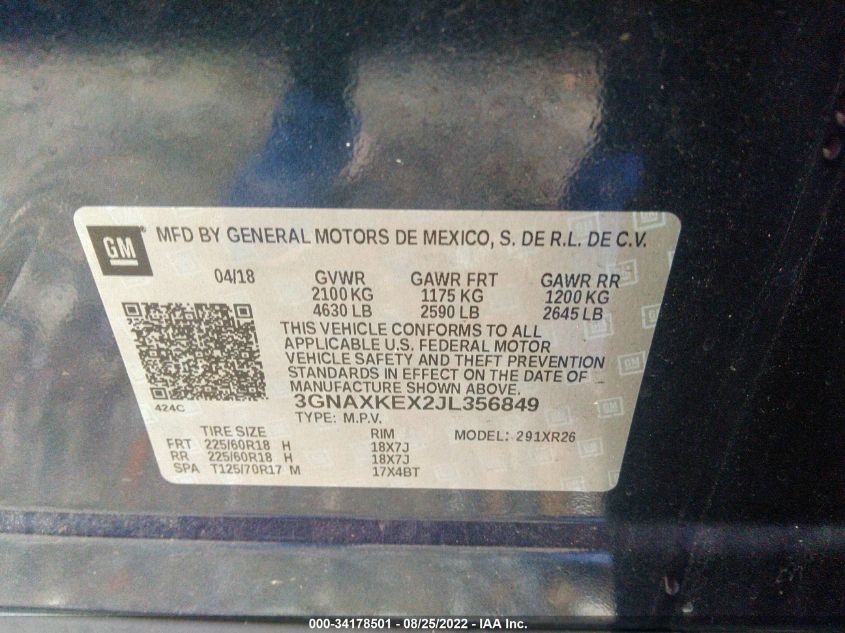 GM MFD BY GENERAL MOTORS DE MEXICO, S. DE R.L. DE C.V.
04/18 GVWR GAWR FRT GAWR RR
2100 KG 1175 KG 1200 KG
4630 LB 2590 LB 2645 LB
THIS VEHICLE CONFORMS TO ALL
APPLICABLE U.S. FEDERAL MOTOR
VEHICLE SAFETY AND THEFT PREVENTION
STANDARDS IN EFFECT ON THE DATE OF
MANUFACTURE SHOWN ABOVE.
424C 3GNAXKEX2JL356849
TYPE: M.P.V.
TIRE SIZE RIM MODEL: 291XR26
FRT 225/60R18 H 18X7J
RR 225/60R18 H 18X7J
SPA T125/70R17 M 17X4BT
000-34178501 - 08/25/2022 - IAA Inc.